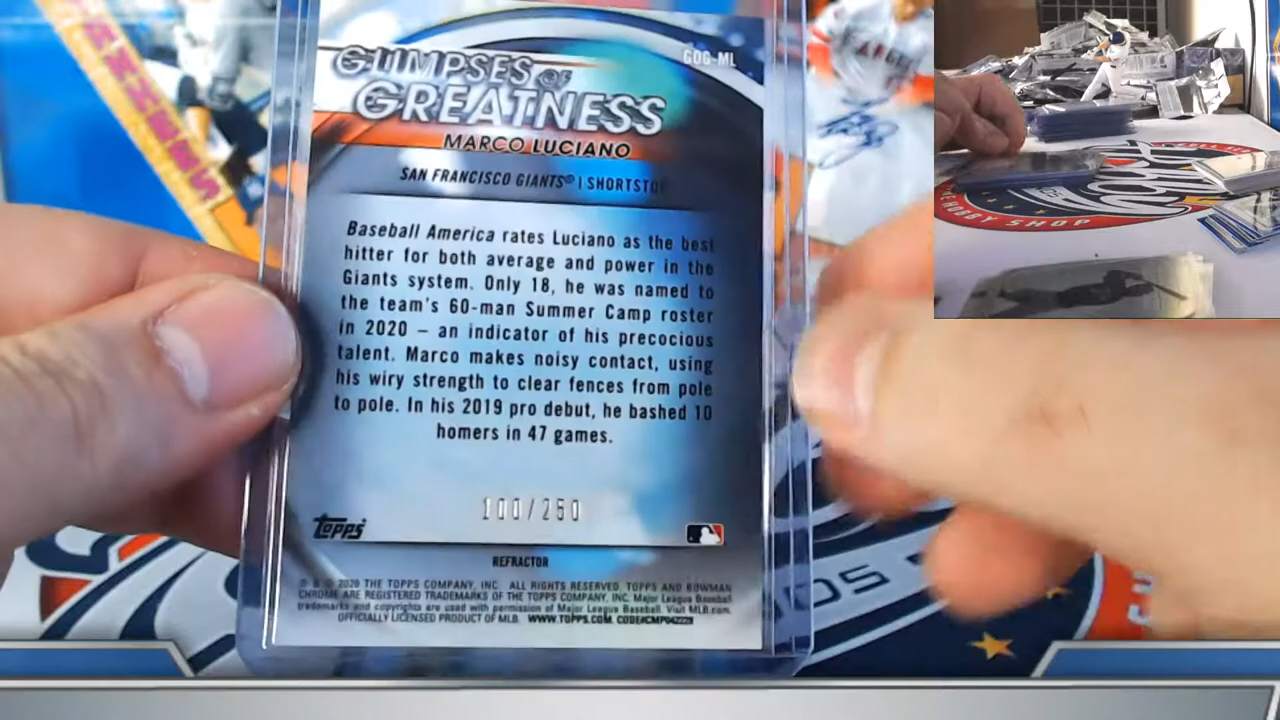 GLIMPSES OF
GREATNESS
GOG-ML
MARCO LUCIANO
SAN FRANCISCO GIANTS® | SHORTSTOP
Baseball America rates Luciano as the best
hitter for both average and power in the
Giants system. Only 18, he was named to
the team's 60-man Summer Camp roster
in 2020 – an indicator of his precocious
talent. Marco makes noisy contact, using
his wiry strength to clear fences from pole
to pole. In his 2019 pro debut, he bashed 10
homers in 47 games.
100/250
TOPPS
REFRACTOR
® & © 2020 THE TOPPS COMPANY, INC. ALL RIGHTS RESERVED. TOPPS AND BOWMAN
CHROME ARE REGISTERED TRADEMARKS OF THE TOPPS COMPANY, INC. Major League Baseball
trademarks and copyrights are used with permission of Major League Baseball. Visit MLB.com.
OFFICIALLY LICENSED PRODUCT OF MLB. WWW.TOPPS.COM.
HOBBY SHOP